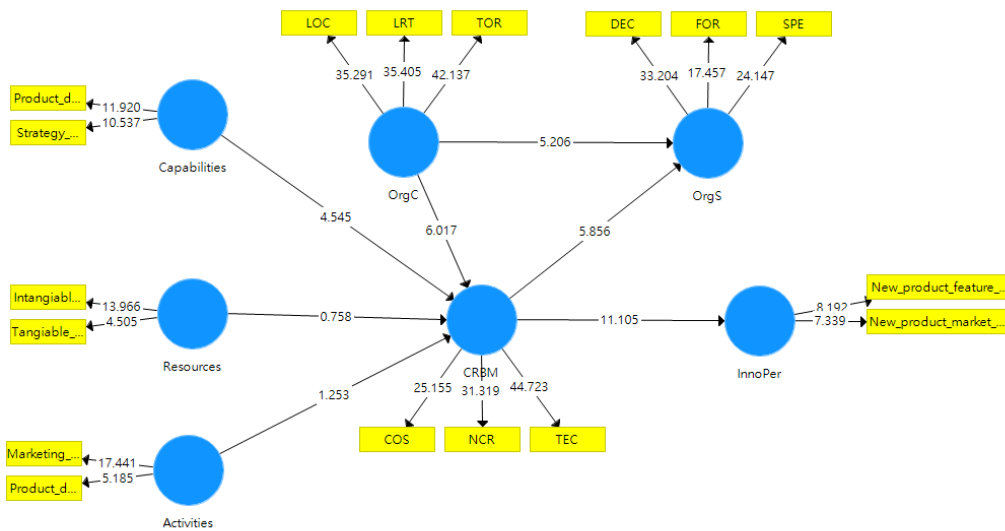 LOC
LRT
TOR
DEC
FOR
SPE
35.291
35.405
42.137
33.204
17.457
24.147
Product_d...
11.920
Strategy_...
10.537
Capabilities
OrgC
5.206
OrgS
4.545
6.017
5.856
Intangiabl...
13.966
Tangiable_...
4.505
Resources
0.758
CRBM
11.105
InnoPer
8.192
New_product_feature_...
7.339
New_product_market_...
1.253
25.155
31.319
44.723
COS
NCR
TEC
Marketing_...
17.441
Product_d...
5.185
Activities